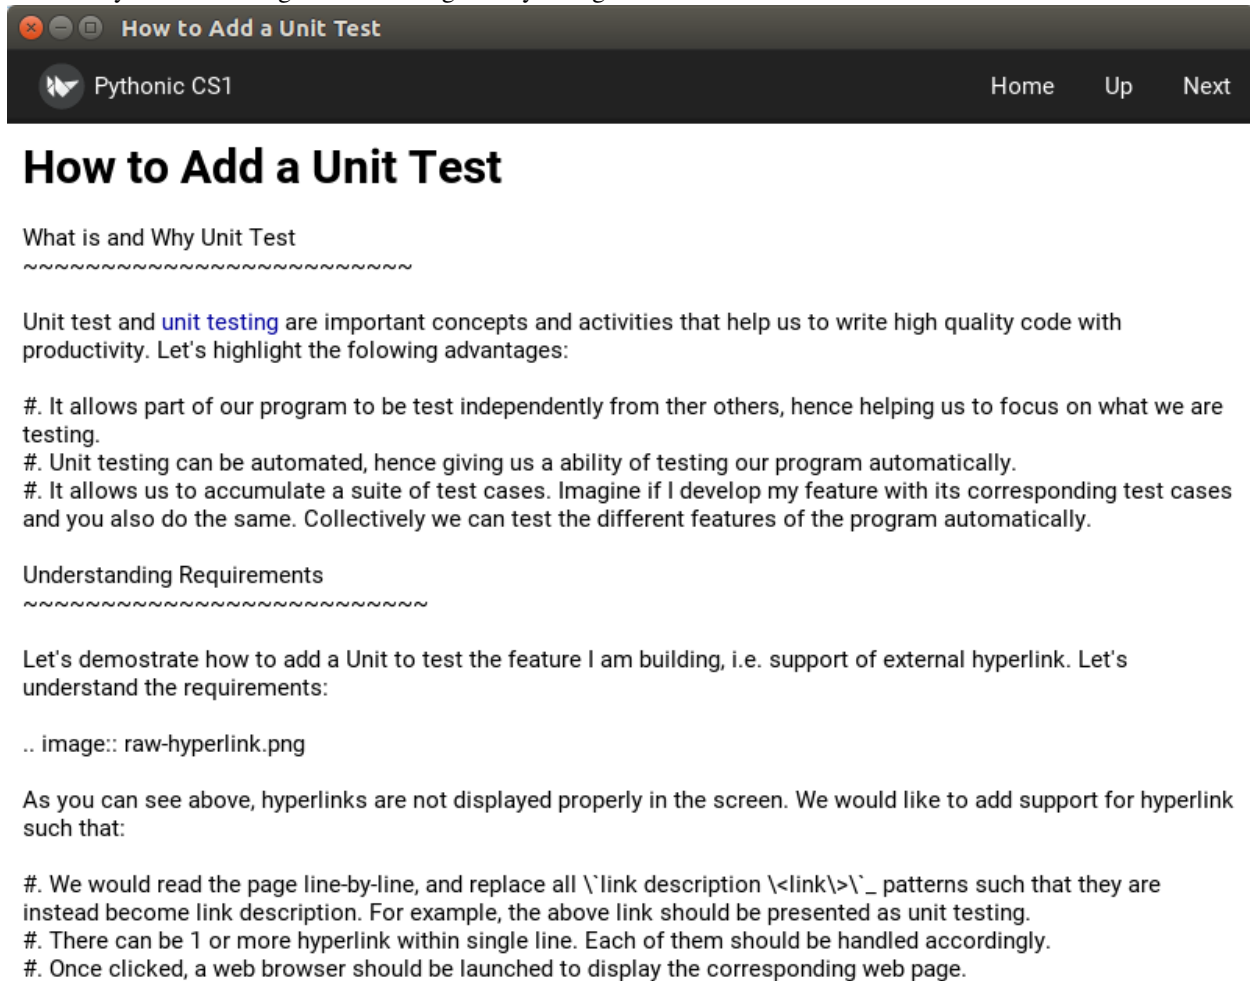 How to Add a Unit Test
Pythonic CS1 Home Up Next
How to Add a Unit Test
What is and Why Unit Test
~~~~~~~~~~~~~~~~~~~~~~~~~
Unit test and unit testing are important concepts and activities that help us to write high quality code with
productivity. Let's highlight the folowing advantages:
#. It allows part of our program to be test independently from ther others, hence helping us to focus on what we are
testing.
#. Unit testing can be automated, hence giving us a ability of testing our program automatically.
#. It allows us to accumulate a suite of test cases. Imagine if I develop my feature with its corresponding test cases
and you also do the same. Collectively we can test the different features of the program automatically.
Understanding Requirements
~~~~~~~~~~~~~~~~~~~~~~~~~~
Let's demostrate how to add a Unit to test the feature I am building, i.e. support of external hyperlink. Let's
understand the requirements:
.. image:: raw-hyperlink.png
As you can see above, hyperlinks are not displayed properly in the screen. We would like to add support for hyperlink
such that:
#. We would read the page line-by-line, and replace all \`link description \<link\>\`_ patterns such that they are
instead become link description. For example, the above link should be presented as unit testing.
#. There can be 1 or more hyperlink within single line. Each of them should be handled accordingly.
#. Once clicked, a web browser should be launched to display the corresponding web page.